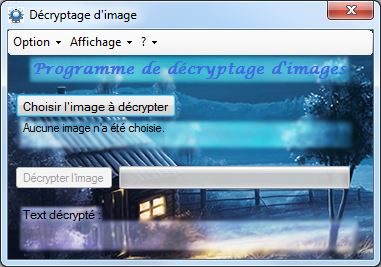 Décryptage d'image
Option Affichage ?
Programme de décryptage d'images
Choisir l'image à décrypter
Aucune image n'a été choisie.
Décrypter l'image
Text décrypté :